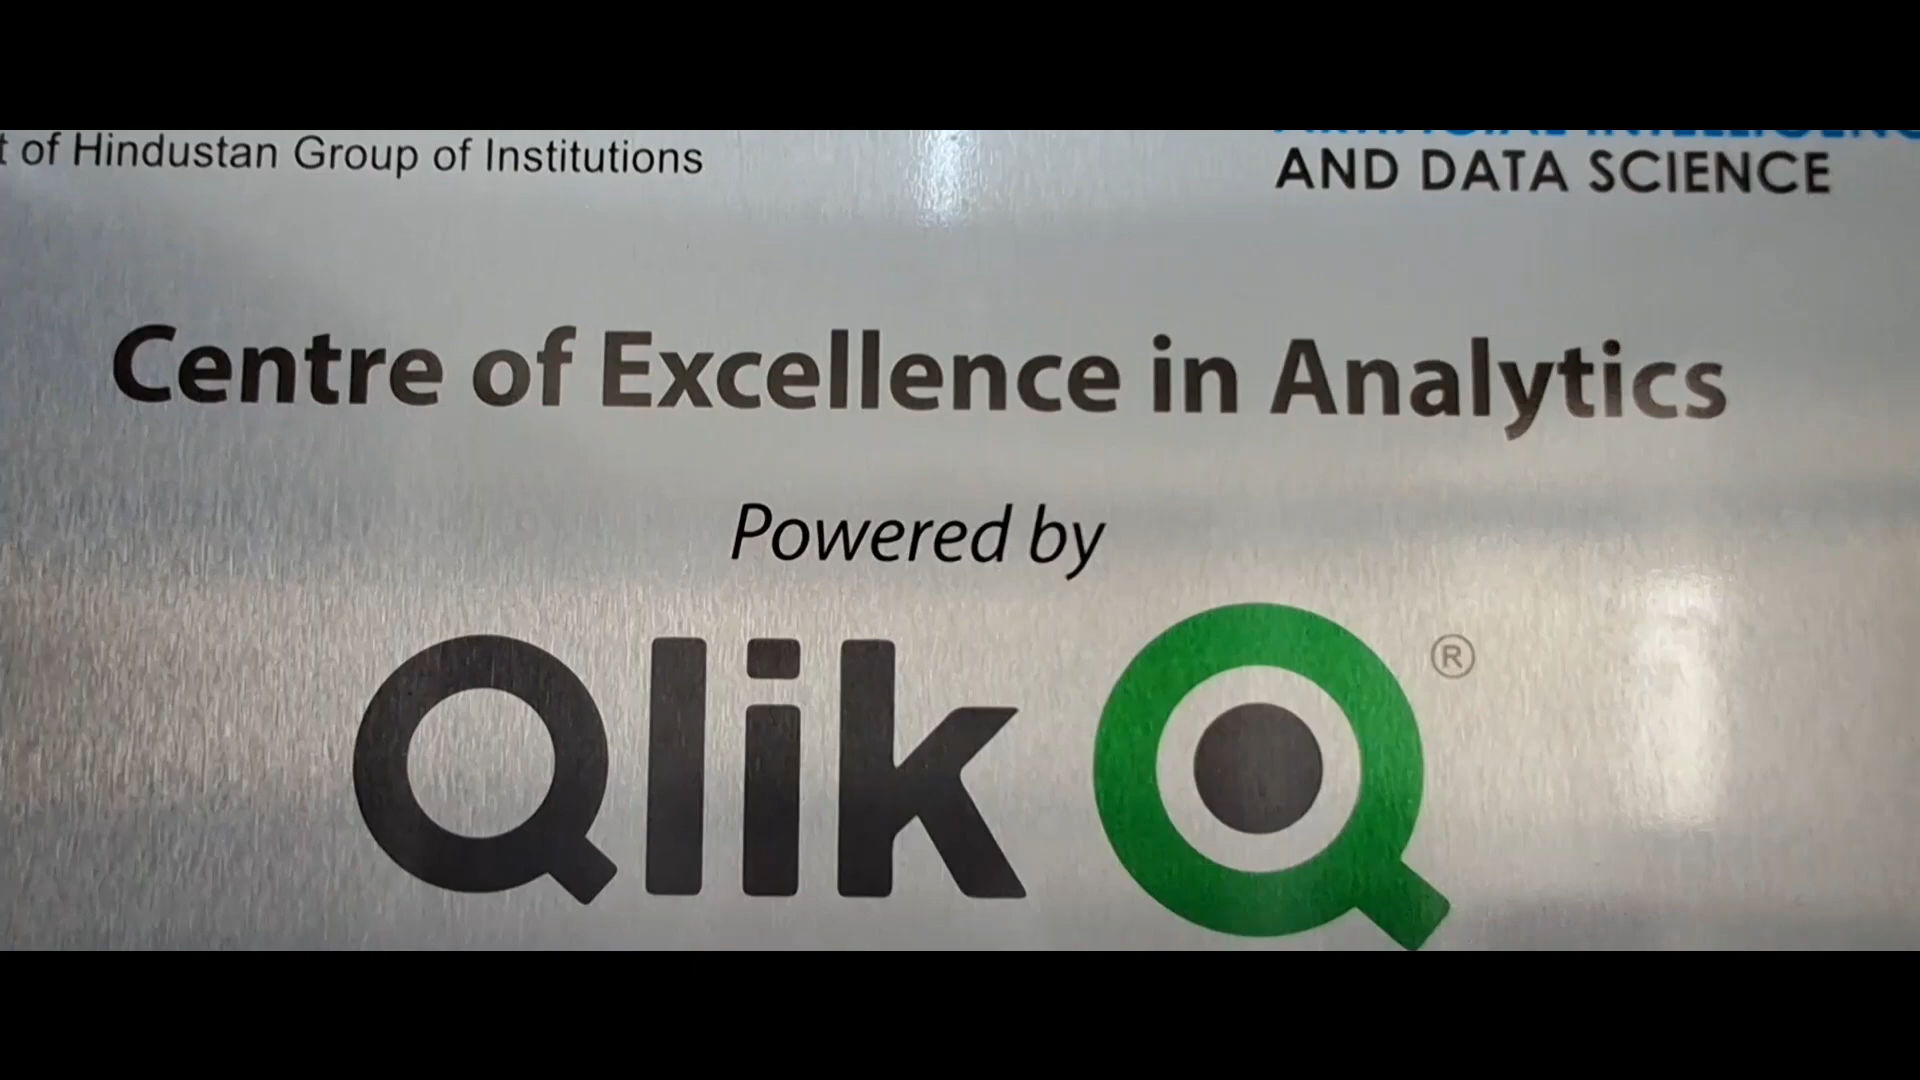 of Hindustan Group of Institutions
AND DATA SCIENCE
Centre of Excellence in Analytics
Powered by
Qlik
®